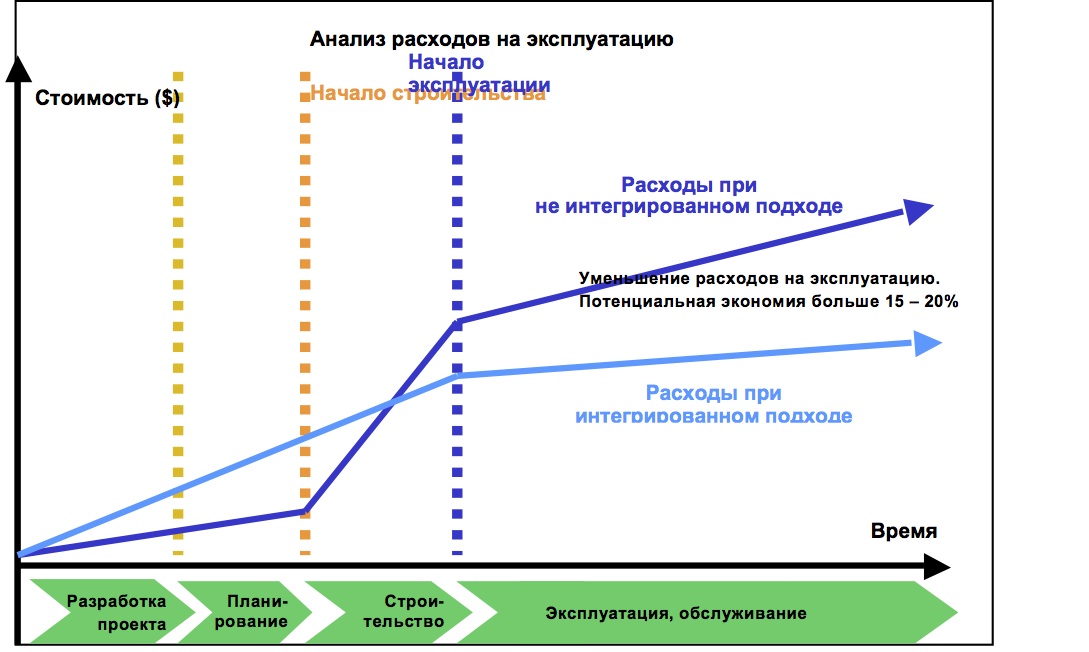 Анализ расходов на эксплуатацию
Начало
эксплуатации
Начало строительства
Стоимость ($)
Расходы при
не интегрированном подходе
Уменьшение расходов на эксплуатацию.
Потенциальная экономия больше 15 – 20%
Расходы при
интегрированном подходе
Время
Разработка
проекта
Плани-
рование
Строи-
тельство
Эксплуатация, обслуживание